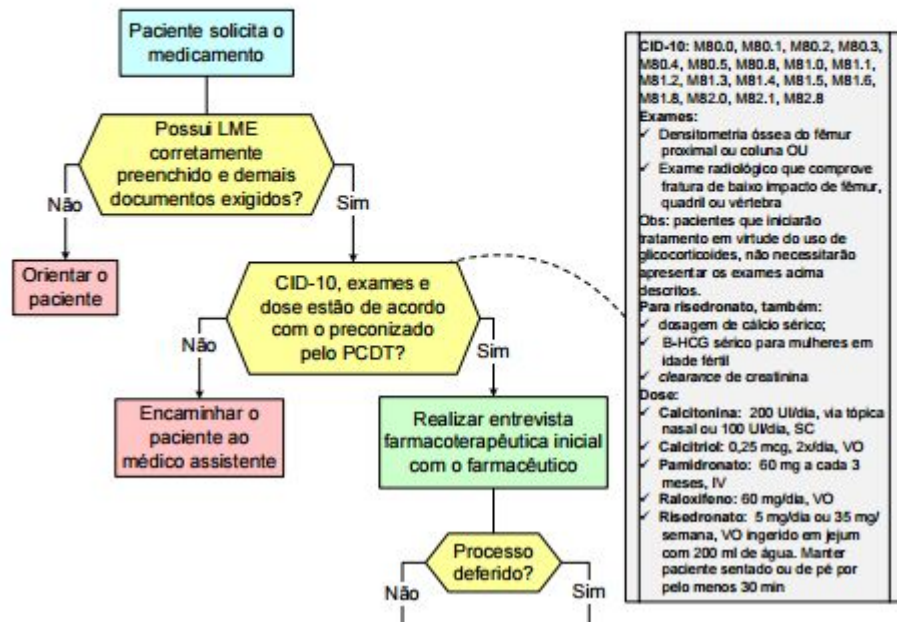 Paciente solicita o
medicamento
Possui LME
corretamente
preenchido e demais
documentos exigidos?
Não
Sim
Orientar o
paciente
CID-10, exames e
dose estão de acordo
com o preconizado
pelo PCDT?
Não
Sim
Encaminhar o
paciente ao
médico assistente
Realizar entrevista
farmacoterapêutica inicial
com o farmacêutico
Processo
deferido?
Não
Sim
CID-10: M80.0, M80.1, M80.2, M80.3,
M80.4, M80.5, M80.8, M81.0, M81.1,
M81.2, M81.3, M81.4, M81.5, M81.6,
M81.8, M82.0, M82.1, M82.8
Exames:
✓ Densitometria óssea do fêmur
proximal ou coluna OU
✓ Exame radiológico que comprove
fratura de baixo impacto de fêmur,
quadril ou vértebra
Obs: pacientes que iniciarão
tratamento em virtude do uso de
glicocorticoides, não necessitarão
apresentar os exames acima
descritos.
Para risedronato, também:
✓ dosagem de cálcio sérico;
✓ B-HCG sérico para mulheres em
idade fértil
✓ clearance de creatinina
Dose:
✓ Calcitonina: 200 UI/dia, via tópica
nasal ou 100 UI/dia, SC
✓ Calcitriol: 0,25 mcg, 2x/dia, VO
✓ Pamidronato: 60 mg a cada 3
meses, IV
✓ Raloxifeno: 60 mg/dia, VO
✓ Risedronato: 5 mg/dia ou 35 mg/
semana, VO ingerido em jejum
com 200 ml de água. Manter
paciente sentado ou de pé por
pelo menos 30 min